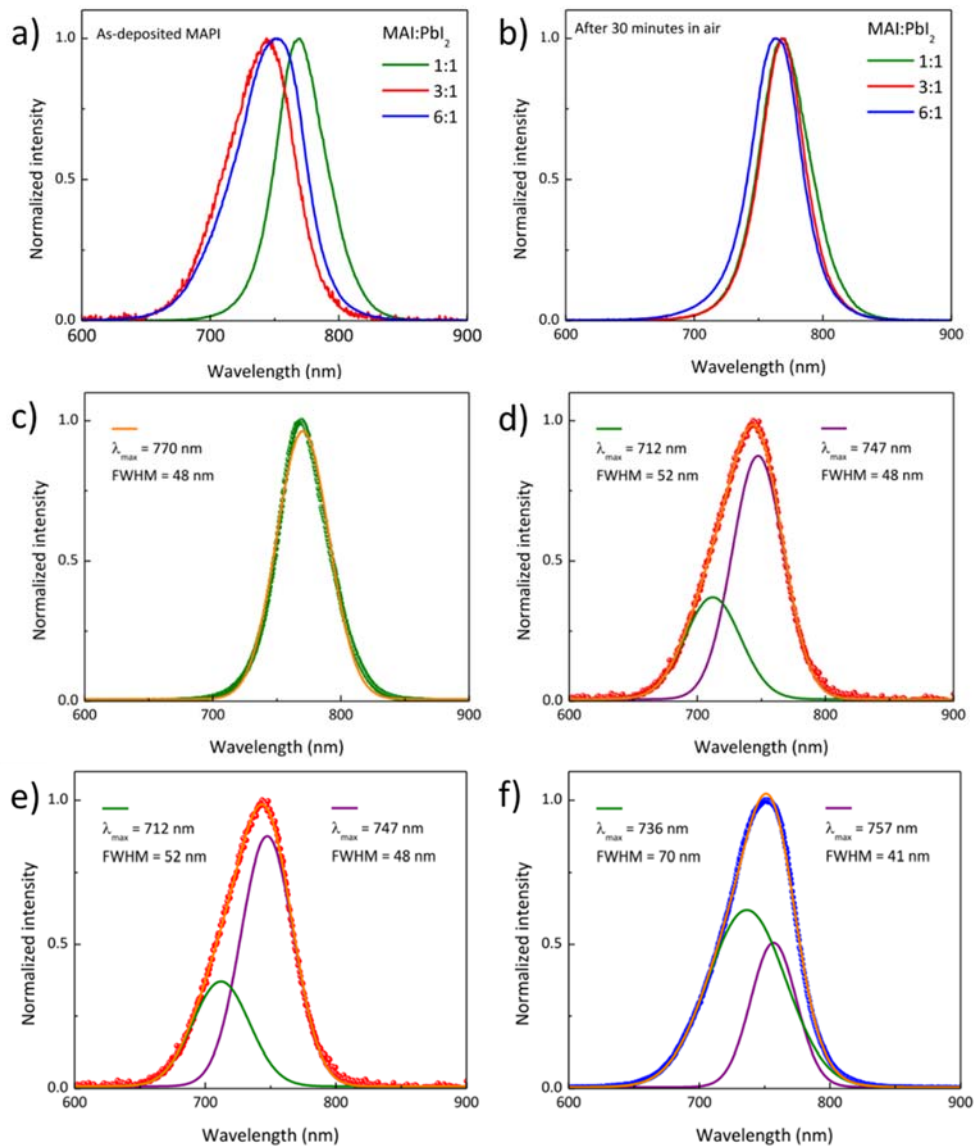 a)
As-deposited MAPI
MAI:PbI₂
1:1
3:1
6:1
1.0
0.5
0.0
Normalized intensity
600 700 800 900
Wavelength (nm)
b)
After 30 minutes in air
MAI:PbI₂
1:1
3:1
6:1
1.0
0.5
0.0
Normalized intensity
600 700 800 900
Wavelength (nm)
c)
λmax = 770 nm
FWHM = 48 nm
1.0
0.5
0.0
Normalized intensity
600 700 800 900
Wavelength (nm)
d)
λmax = 712 nm
FWHM = 52 nm
λmax = 747 nm
FWHM = 48 nm
1.0
0.5
0.0
Normalized intensity
600 700 800 900
Wavelength (nm)
e)
λmax = 712 nm
FWHM = 52 nm
λmax = 747 nm
FWHM = 48 nm
1.0
0.5
0.0
Normalized intensity
600 700 800 900
Wavelength (nm)
f)
λmax = 736 nm
FWHM = 70 nm
λmax = 757 nm
FWHM = 41 nm
1.0
0.5
0.0
Normalized intensity
600 700 800 900
Wavelength (nm)